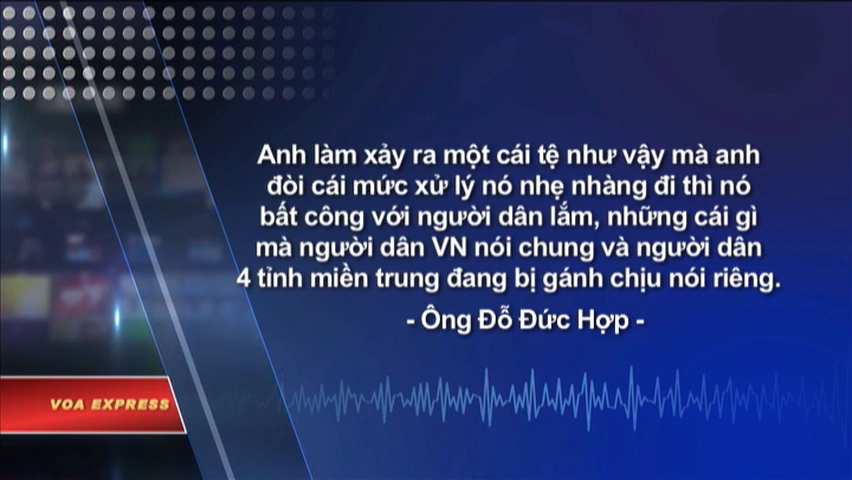 Anh làm xảy ra một cái tệ như vậy mà anh
đòi cái mức xử lý nó nhẹ nhàng đi thì nó
bất công với người dân lắm, những cái gì
mà người dân VN nói chung và người dân
4 tỉnh miền trung đang bị gánh chịu nói riêng.
- Ông Đỗ Đức Hợp -
VOA EXPRESS